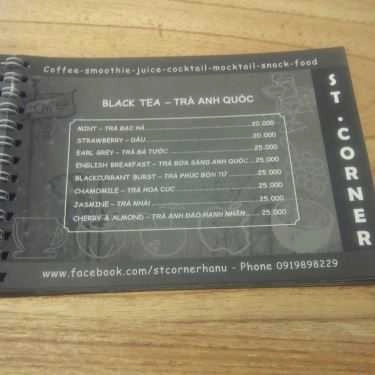 Coffee-smoothie-juice-cocktail-mocktail-snack-food
BLACK TEA – TRÀ ANH QUỐC
MINT – TRÀ BẠC HÀ 20.000
STRAWBERRY – DÂU 20.000
EARL GREY – TRÀ BÁ TƯỚC 25.000
ENGLISH BREAKFAST – TRÀ BỮA SÁNG ANH QUỐC 25.000
BLACKCURRANT BURST – TRÀ PHÚC BỒN TỬ 25.000
CHAMOMILE – TRÀ HOA CÚC 25.000
JASMINE – TRÀ NHÀI 25.000
CHERRY & ALMOND – TRÀ ANH ĐÀO HẠNH NHÂN 25.000
www.facebook.com/stcornerhanu - Phone 0919898229
ST.CORNER